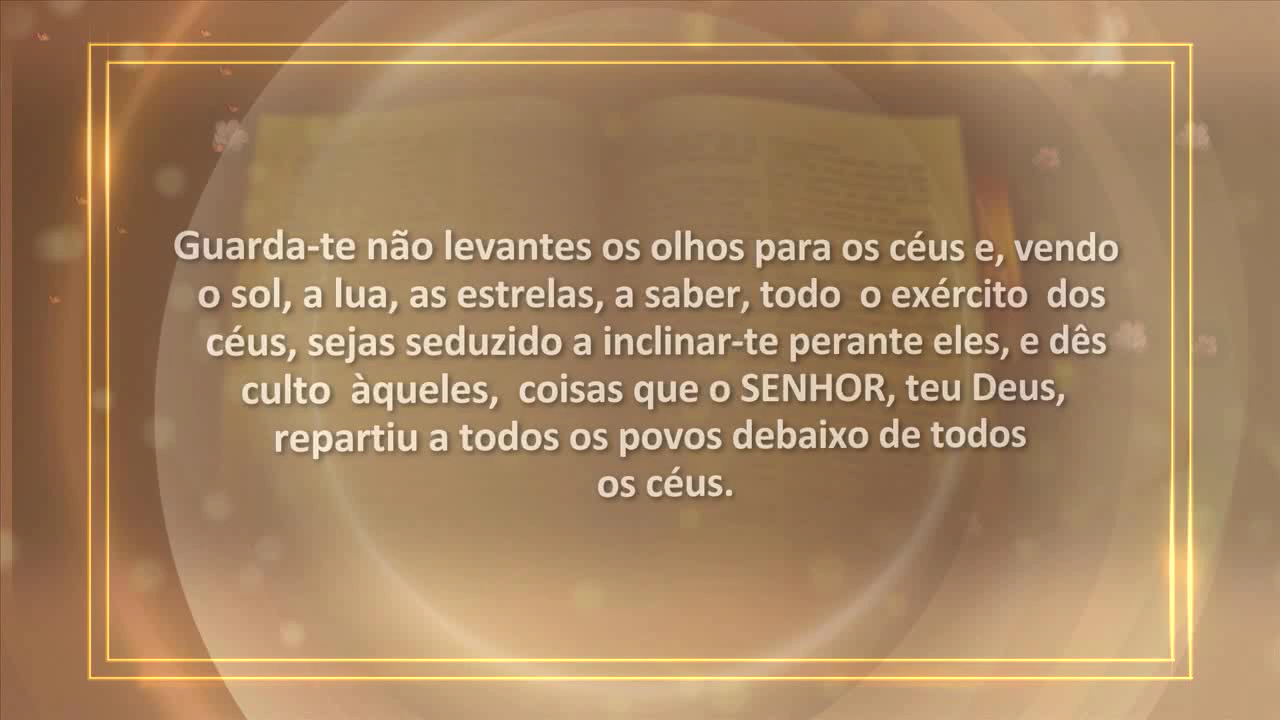 Guarda-te não levantes os olhos para os céus e, vendo
o sol, a lua, as estrelas, a saber, todo o exército dos
céus, sejas seduzido a inclinar-te perante eles, e dês
culto àqueles, coisas que o SENHOR, teu Deus,
repartiu a todos os povos debaixo de todos
os céus.